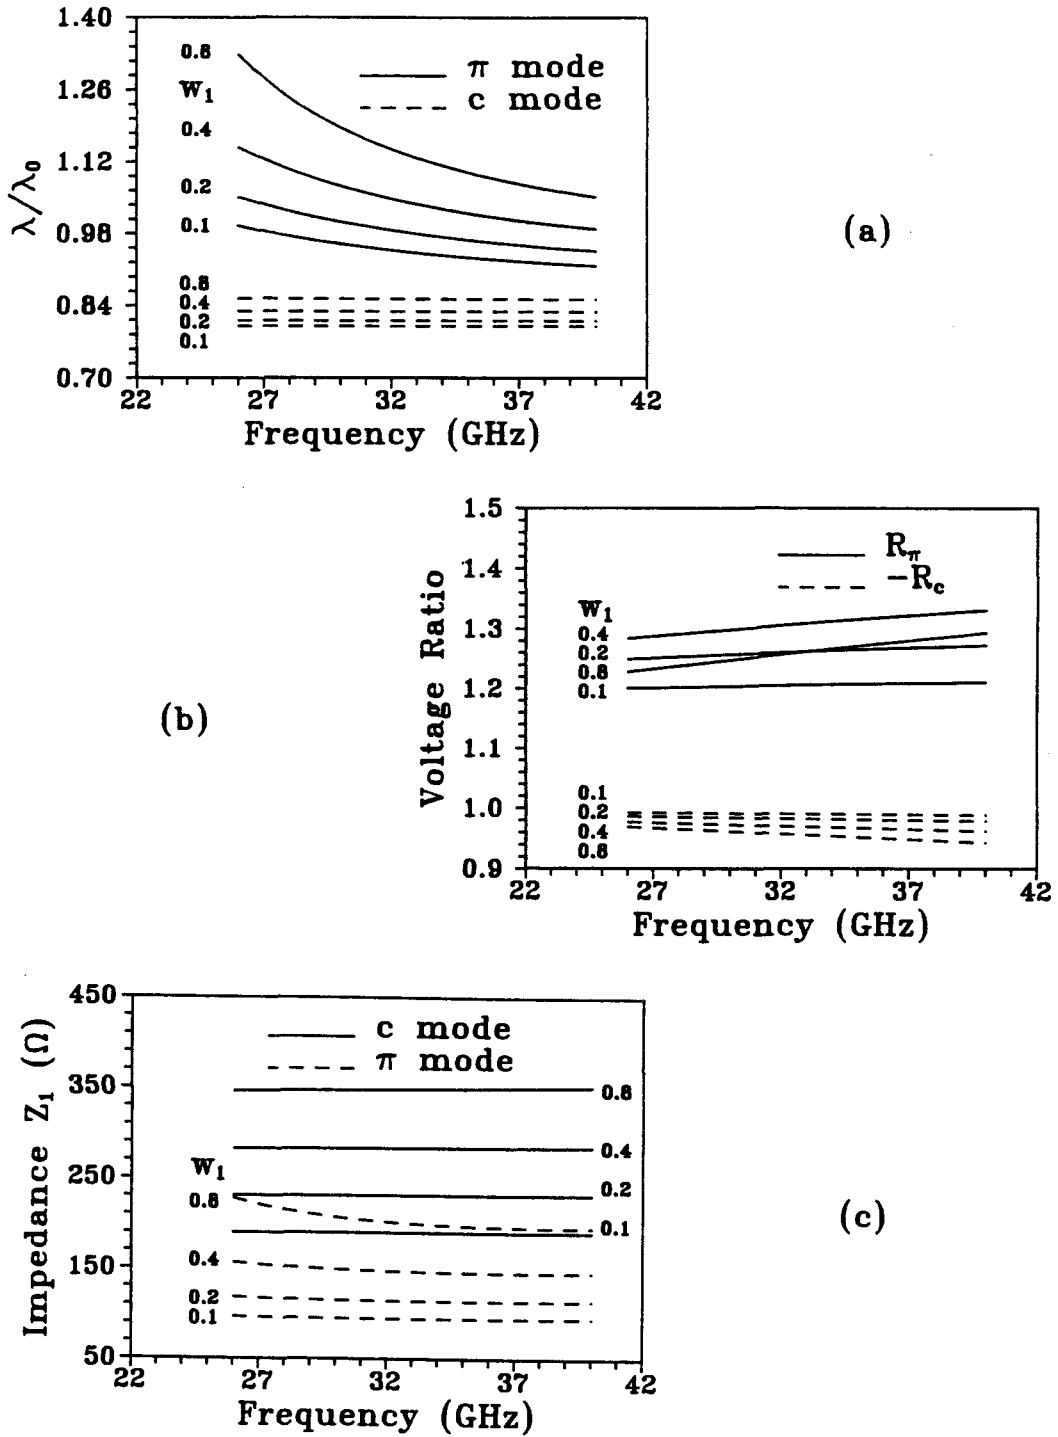 1.40
1.26
1.12
0.98
0.84
0.70
λ/λ0
0.8
W1
0.4
0.2
0.1
0.8
0.4
0.2
0.1
π mode
c mode
22 27 32 37 42
Frequency (GHz)
(a)
1.5
1.4
1.3
1.2
1.1
1.0
0.9
Voltage Ratio
Rπ
−Rc
W1
0.4
0.2
0.8
0.1
0.1
0.2
0.4
0.8
22 27 32 37 42
Frequency (GHz)
(b)
450
350
250
150
50
Impedance Z1 (Ω)
c mode
π mode
W1
0.8
0.4
0.2
0.1
0.8
0.4
0.2
0.1
22 27 32 37 42
Frequency (GHz)
(c)